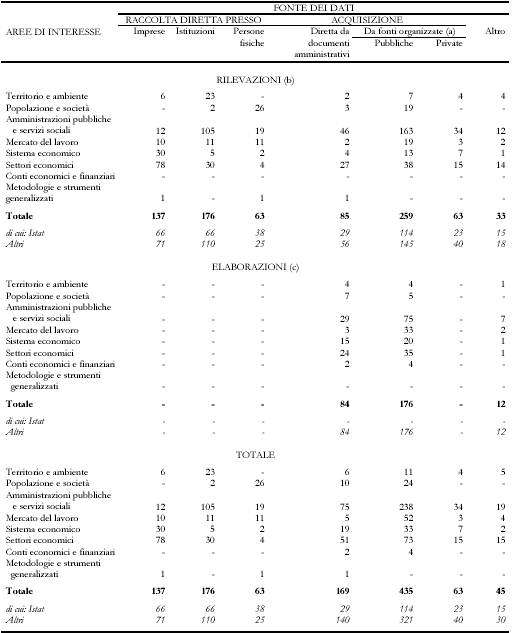 FONTE DEI DATI
RACCOLTA DIRETTA PRESSO ACQUISIZIONE
AREE DI INTERESSE Imprese Istituzioni Persone fisiche Diretta da documenti amministrativi Da fonti organizzate (a) Altro
Pubbliche Private
RILEVAZIONI (b)
Territorio e ambiente 6 23 - 2 7 4 4
Popolazione e società - 2 26 3 19 - -
Amministrazioni pubbliche
e servizi sociali 12 105 19 46 163 34 12
Mercato del lavoro 10 11 11 2 19 3 2
Sistema economico 30 5 2 4 13 7 1
Settori economici 78 30 4 27 38 15 14
Conti economici e finanziari - - - - - - -
Metodologie e strumenti
generalizzati 1 - 1 1 - - -
Totale 137 176 63 85 259 63 33
di cui: Istat 66 66 38 29 114 23 15
Altri 71 110 25 56 145 40 18
ELABORAZIONI (c)
Territorio e ambiente - - - 4 4 - 1
Popolazione e società - - - 7 5 - -
Amministrazioni pubbliche
e servizi sociali - - - 29 75 - 7
Mercato del lavoro - - - 3 33 - 2
Sistema economico - - - 15 20 - 1
Settori economici - - - 24 35 - 1
Conti economici e finanziari - - - 2 4 - -
Metodologie e strumenti
generalizzati - - - - - - -
Totale - - - 84 176 - 12
di cui: Istat - - - - - - -
Altri - - - 84 176 - 12
TOTALE
Territorio e ambiente 6 23 - 6 11 4 5
Popolazione e società - 2 26 10 24 - -
Amministrazioni pubbliche
e servizi sociali 12 105 19 75 238 34 19
Mercato del lavoro 10 11 11 5 52 3 4
Sistema economico 30 5 2 19 33 7 2
Settori economici 78 30 4 51 73 15 15
Conti economici e finanziari - - - 2 4 - -
Metodologie e strumenti
generalizzati 1 - 1 1 - - -
Totale 137 176 63 169 435 63 45
di cui: Istat 66 66 38 29 114 23 15
Altri 71 110 25 140 321 40 30